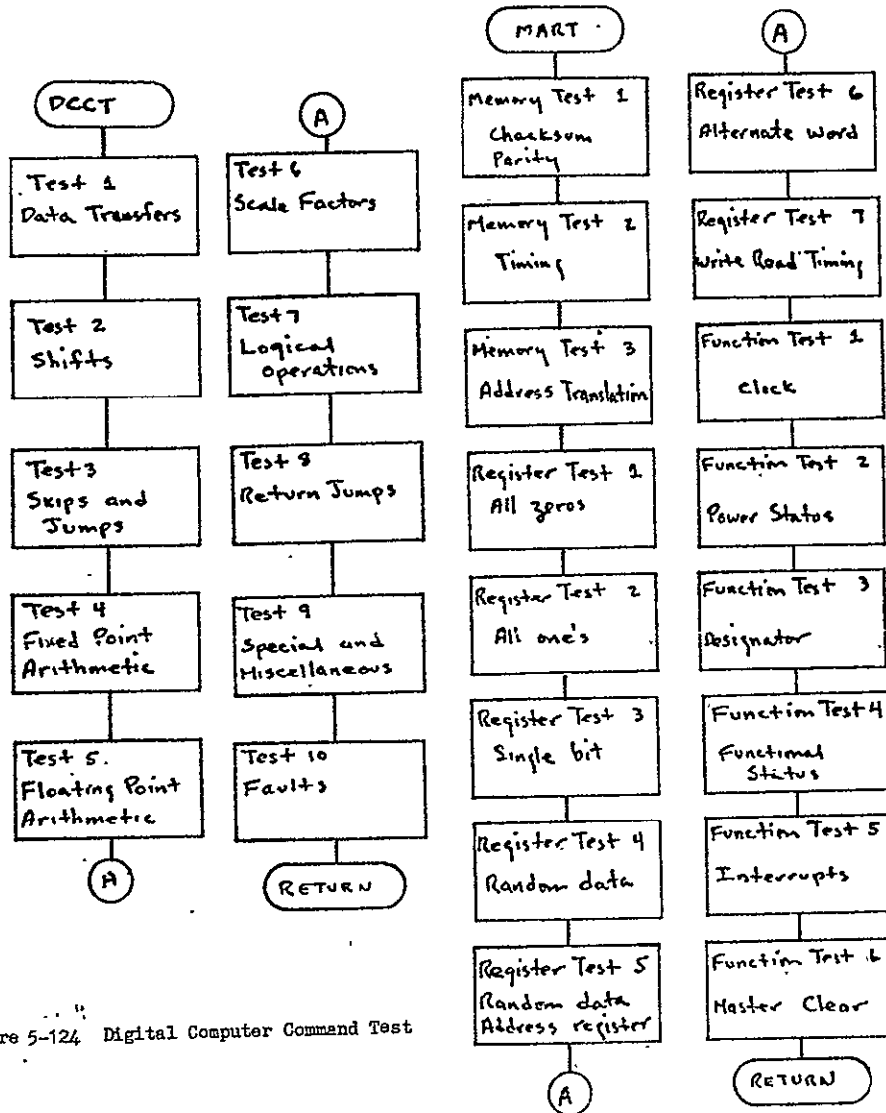 DCCT
Test 1
Data Transfers
Test 2
Shifts
Test 3
Skips and
Jumps
Test 4
Fixed Point
Arithmetic
Test 5.
Floating Point
Arithmetic
A
A
Test 6
Scale Factors
Test 7
Logical
Operations
Test 8
Return Jumps
Test 9
Special and
Miscellaneous
Test 10
Faults
RETURN
re 5-124 Digital Computer Command Test
MART
Memory Test 1
Chacksum
Parity
Memory Test 2
Timing
Memory Test 3
Address Translation
Register Test 1
All zeros
Register Test 2
All one's
Register Test 3
Single bit
Register Test 4
Random data
Register Test 5
Random data
Address register
A
A
Register Test 6
Alternate word
Register Test 7
Write Read Timing
Function Test 1
Clock
Function Test 2
Power Status
Function Test 3
Designator
Function Test 4
Functional
Status
Function Test 5
Interrupts
Function Test 6
Master Clear
RETURN